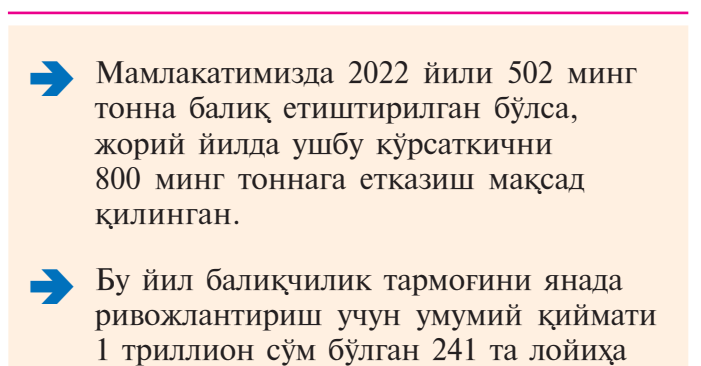 Мамлакатимизда 2022 йили 502 минг
тонна балиқ етиштирилган бўлса,
жорий йилда ушбу кўрсаткични
800 минг тоннага етказиш мақсад
қилинган.
Бу йил балиқчилик тармоғини янада
ривожлантириш учун умумий қиймати
1 триллион сўм бўлган 241 та лойиҳа